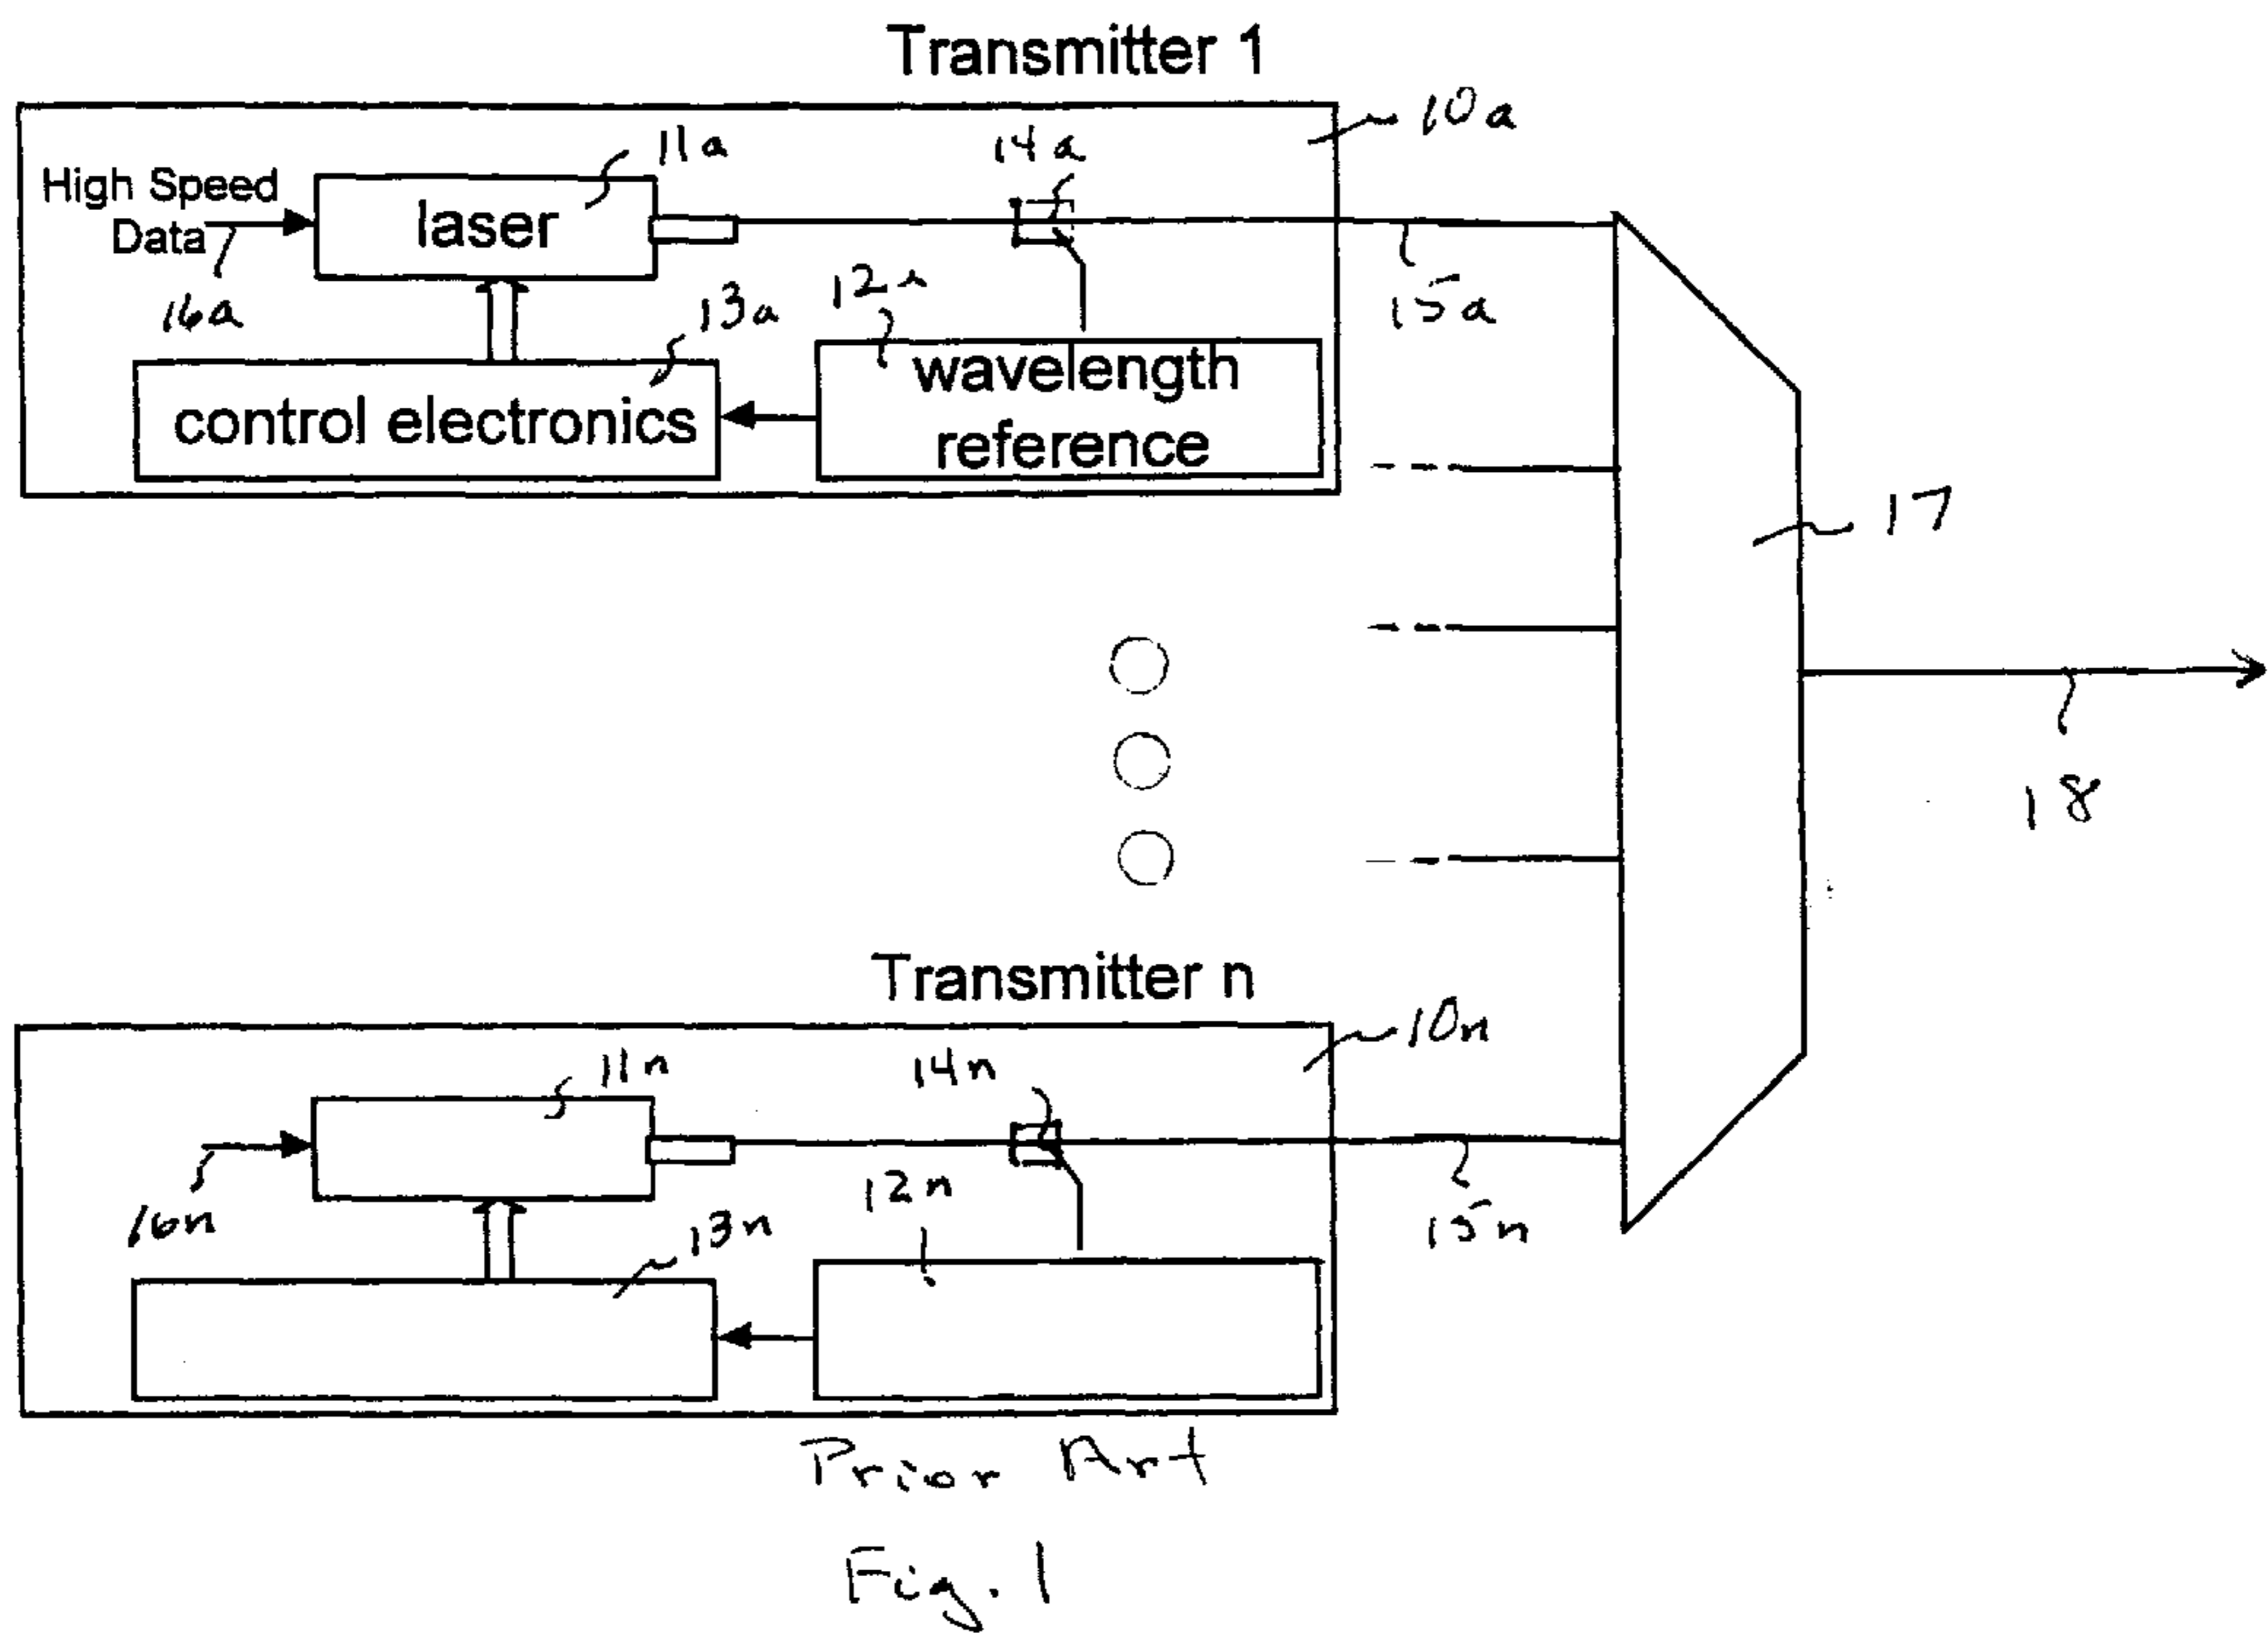 Transmitter 1
10a
11a
14a
High Speed
Data
laser
16a
13a
12a
15a
control electronics
wavelength
reference
17
18
Transmitter n
10n
11n
14n
16n
13n
12n
15n
Prior Art
Fig. 1